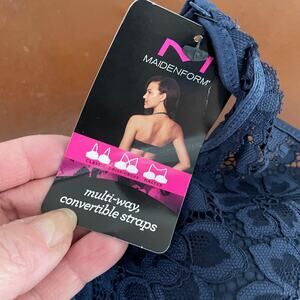 MAIDENFORM®
multi-way,
convertible straps